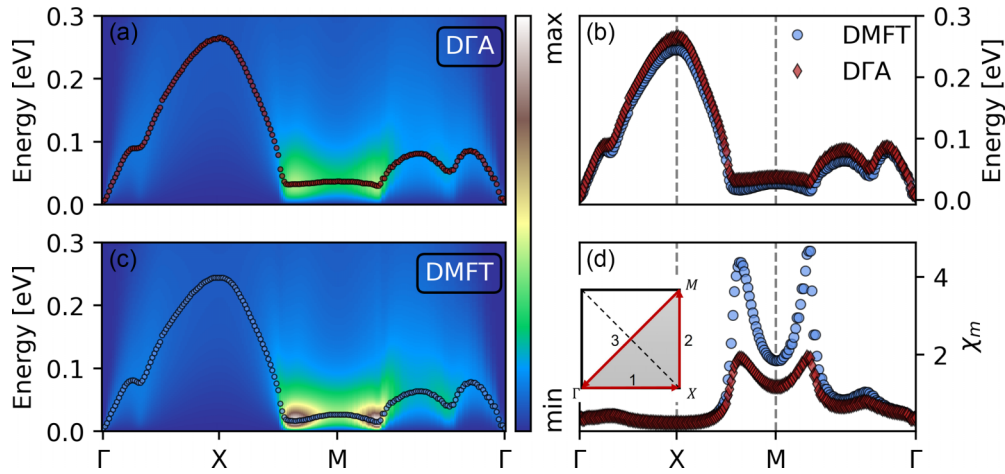 (a)
DΓA
Energy [eV]
0.3
0.2
0.1
0.0
max
(b)
DMFT
DΓA
0.3
0.2
0.1
0.0
Energy [eV]
(c)
DMFT
Energy [eV]
0.3
0.2
0.1
0.0
Γ X M Γ
min
(d)
M
3
2
1
Γ
X
4
2
χm
Γ X M Γ